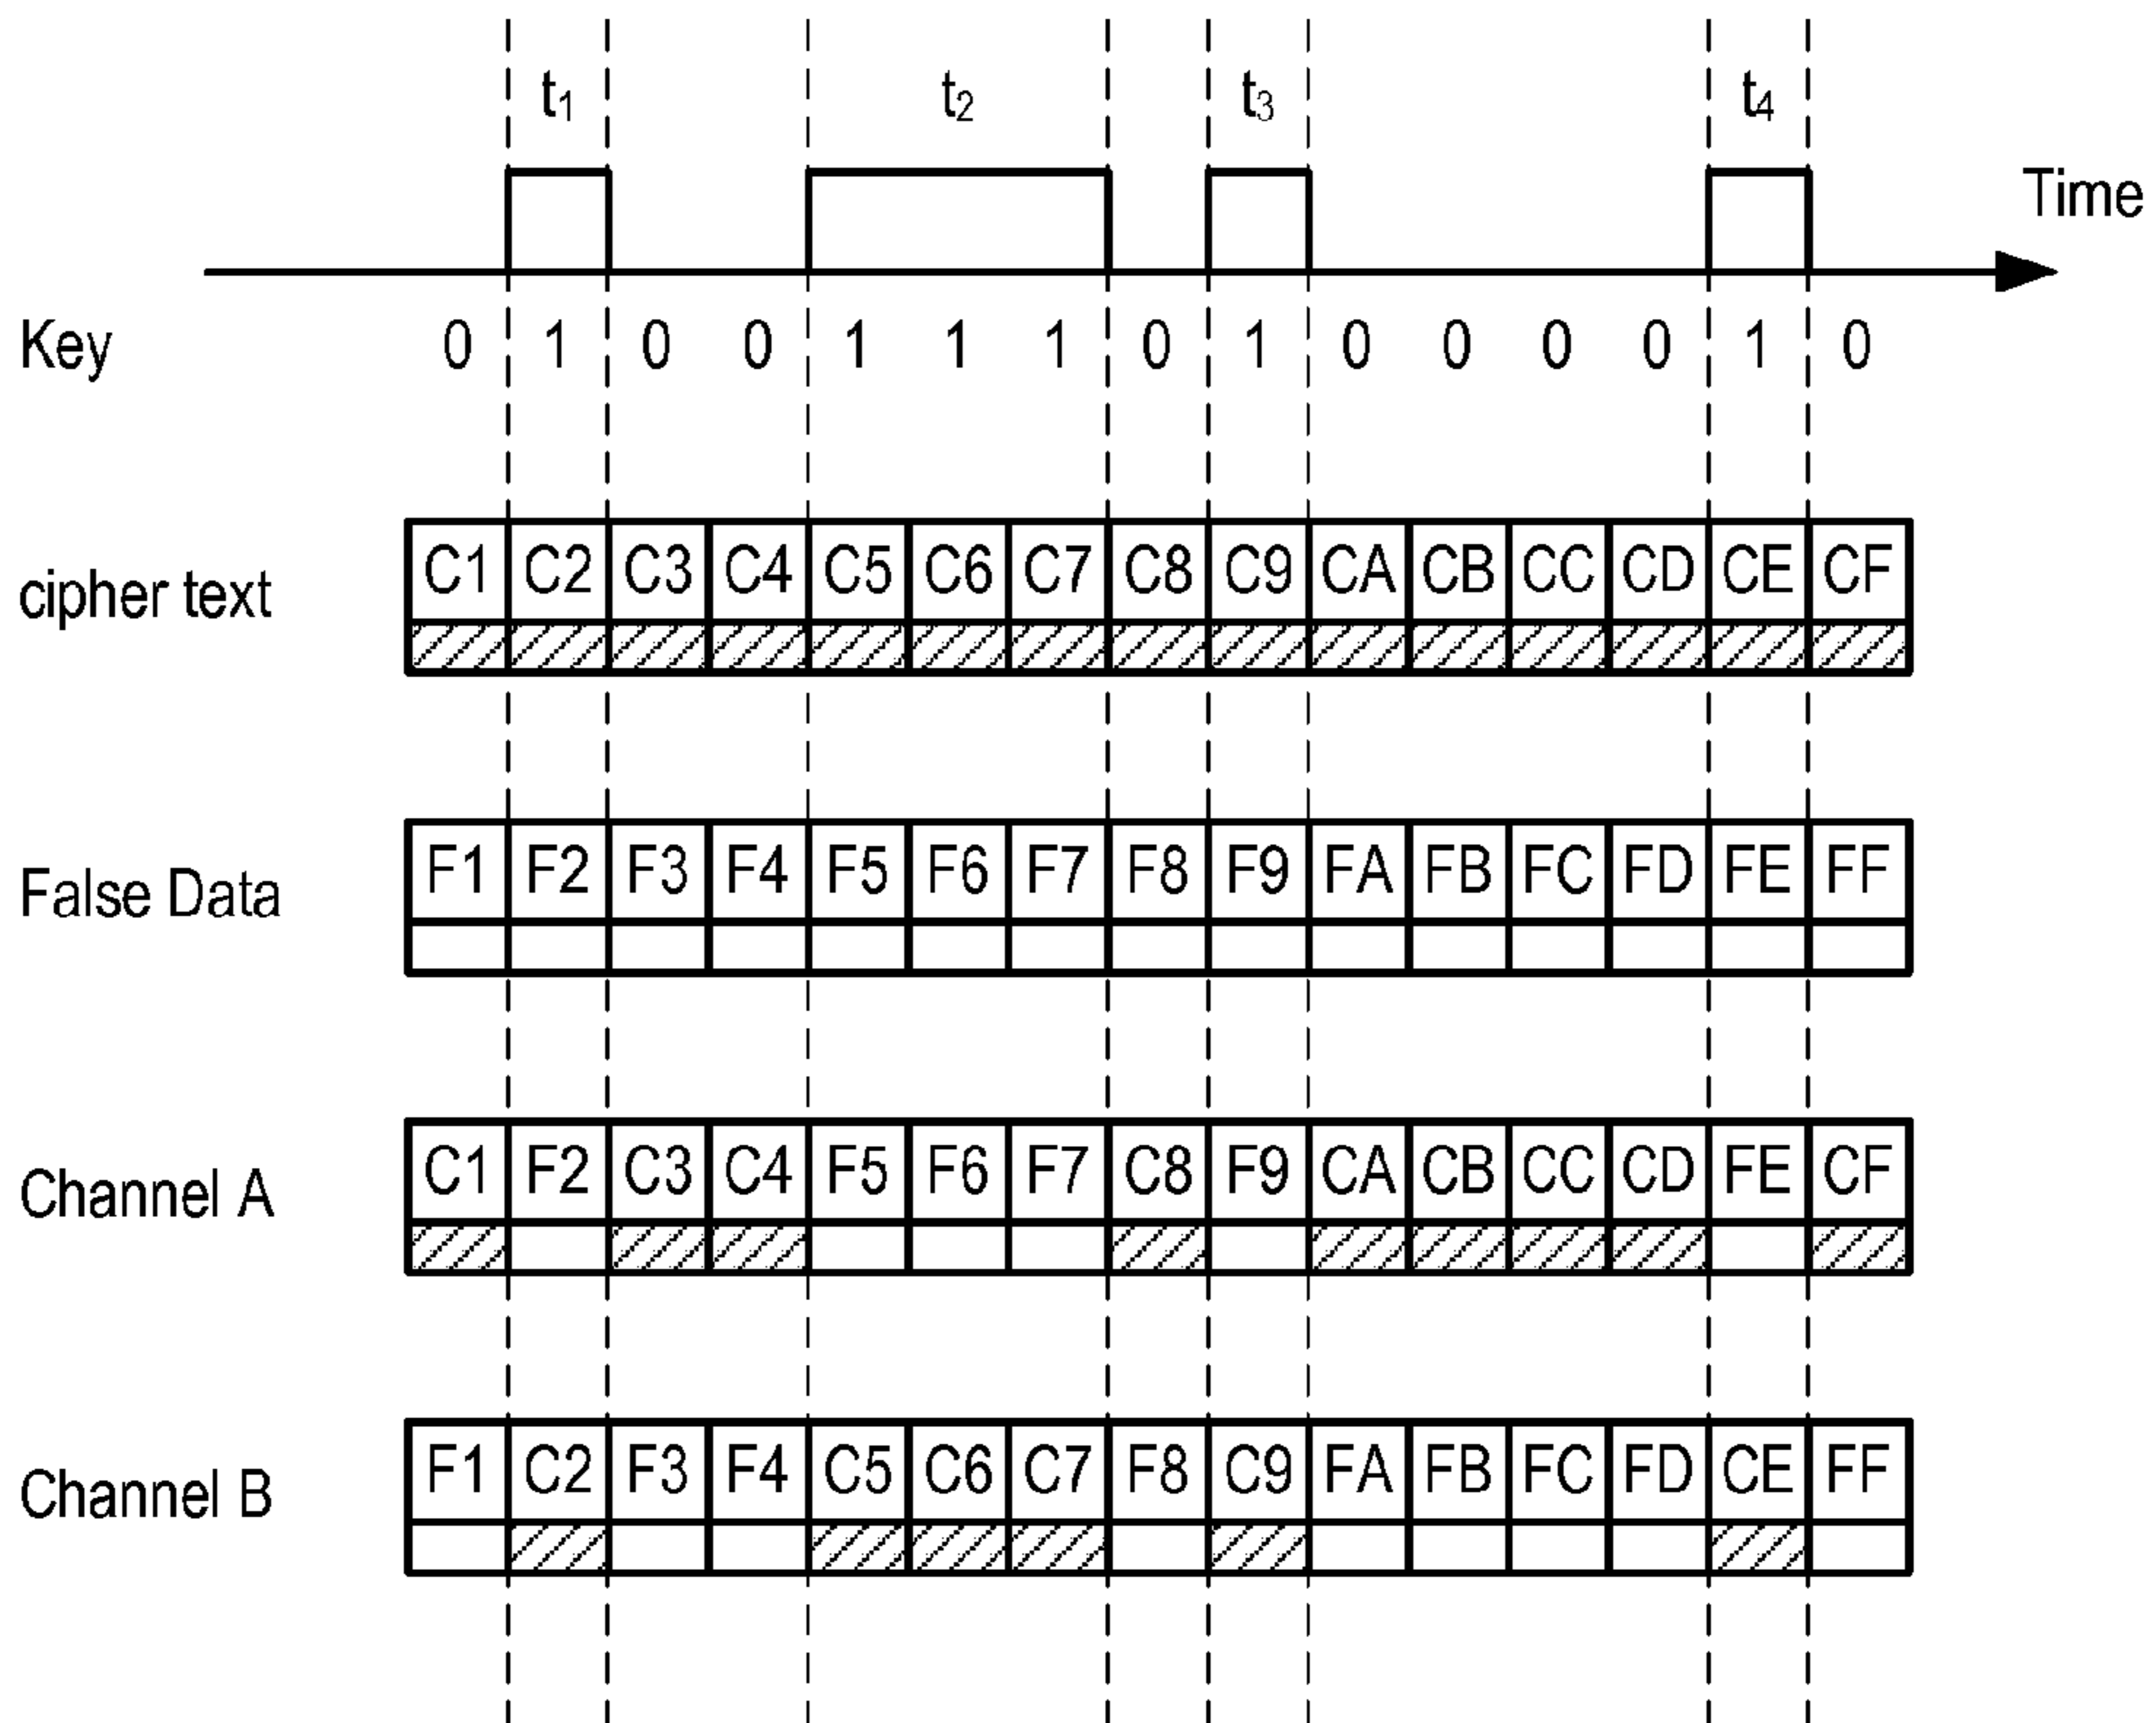 t1 t2 t3 t4
Time
Key 0 1 0 0 1 1 1 0 1 0 0 0 0 1 0
cipher text C1 C2 C3 C4 C5 C6 C7 C8 C9 CA CB CC CD CE CF
False Data F1 F2 F3 F4 F5 F6 F7 F8 F9 FA FB FC FD FE FF
Channel A C1 F2 C3 C4 F5 F6 F7 C8 F9 CA CB CC CD FE CF
Channel B F1 C2 F3 F4 C5 C6 C7 F8 C9 FA FB FC FD CE FF